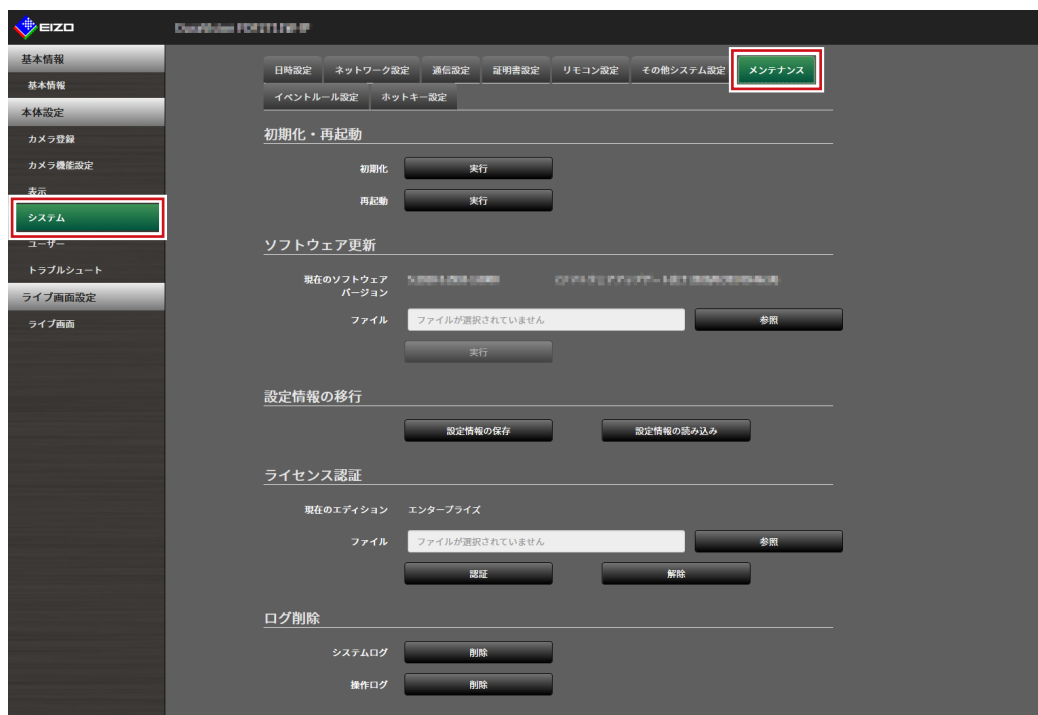 EIZO
基本情報
基本情報
本体設定
カメラ登録
カメラ機能設定
表示
システム
ユーザー
トラブルシュート
ライブ画面設定
ライブ画面
日時設定 ネットワーク設定 通信設定 証明書設定 リモコン設定 その他システム設定 メンテナンス
イベントルール設定 ホットキー設定
初期化・再起動
初期化 実行
再起動 実行
ソフトウェア更新
現在のソフトウェア
バージョン
ファイル ファイルが選択されていません 参照
実行
設定情報の移行
設定情報の保存 設定情報の読み込み
ライセンス認証
現在のエディション エンタープライズ
ファイル ファイルが選択されていません 参照
認証 解除
ログ削除
システムログ 削除
操作ログ 削除